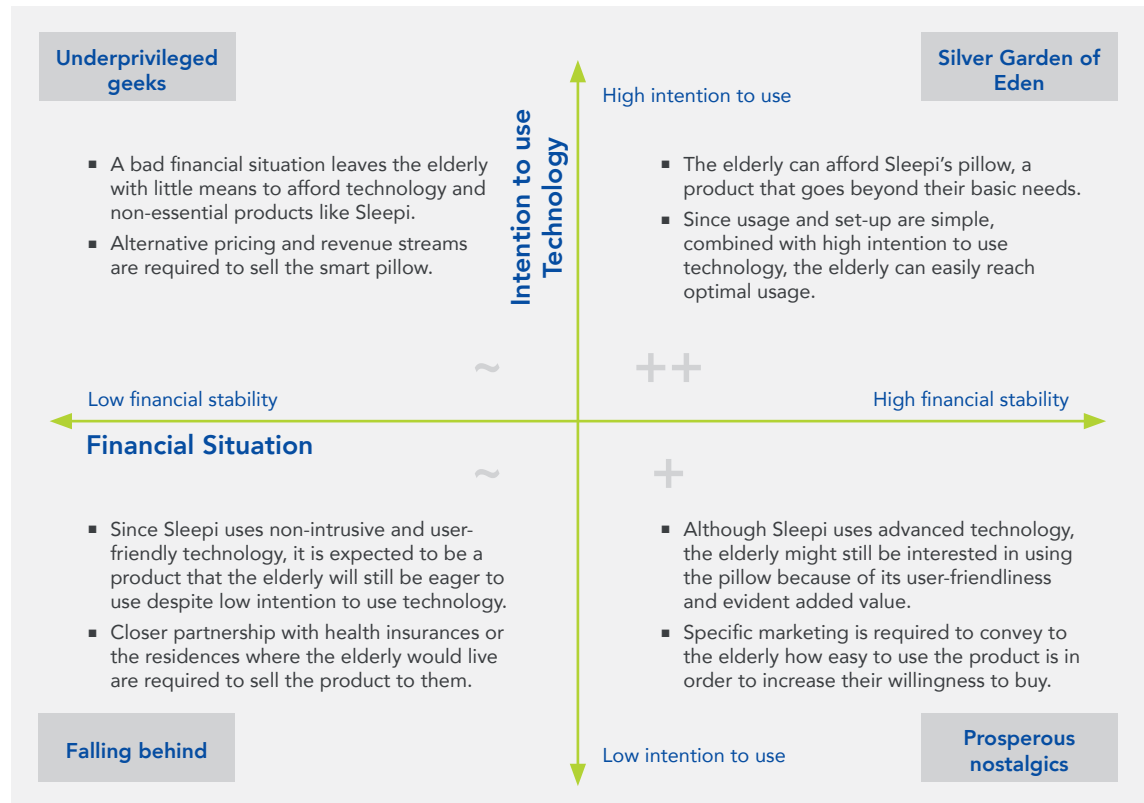 Underprivileged
geeks
Silver Garden of
Eden
High intention to use
Intention to use
Technology
▪ A bad financial situation leaves the elderly
with little means to afford technology and
non-essential products like Sleepi.
▪ Alternative pricing and revenue streams
are required to sell the smart pillow.
▪ The elderly can afford Sleepi’s pillow, a
product that goes beyond their basic needs.
▪ Since usage and set-up are simple,
combined with high intention to use
technology, the elderly can easily reach
optimal usage.
~
++
Low financial stability
High financial stability
Financial Situation
~
+
▪ Since Sleepi uses non-intrusive and user-
friendly technology, it is expected to be a
product that the elderly will still be eager to
use despite low intention to use technology.
▪ Closer partnership with health insurances or
the residences where the elderly would live
are required to sell the product to them.
▪ Although Sleepi uses advanced technology,
the elderly might still be interested in using
the pillow because of its user-friendliness
and evident added value.
▪ Specific marketing is required to convey to
the elderly how easy to use the product is in
order to increase their willingness to buy.
Falling behind
Low intention to use
Prosperous
nostalgics